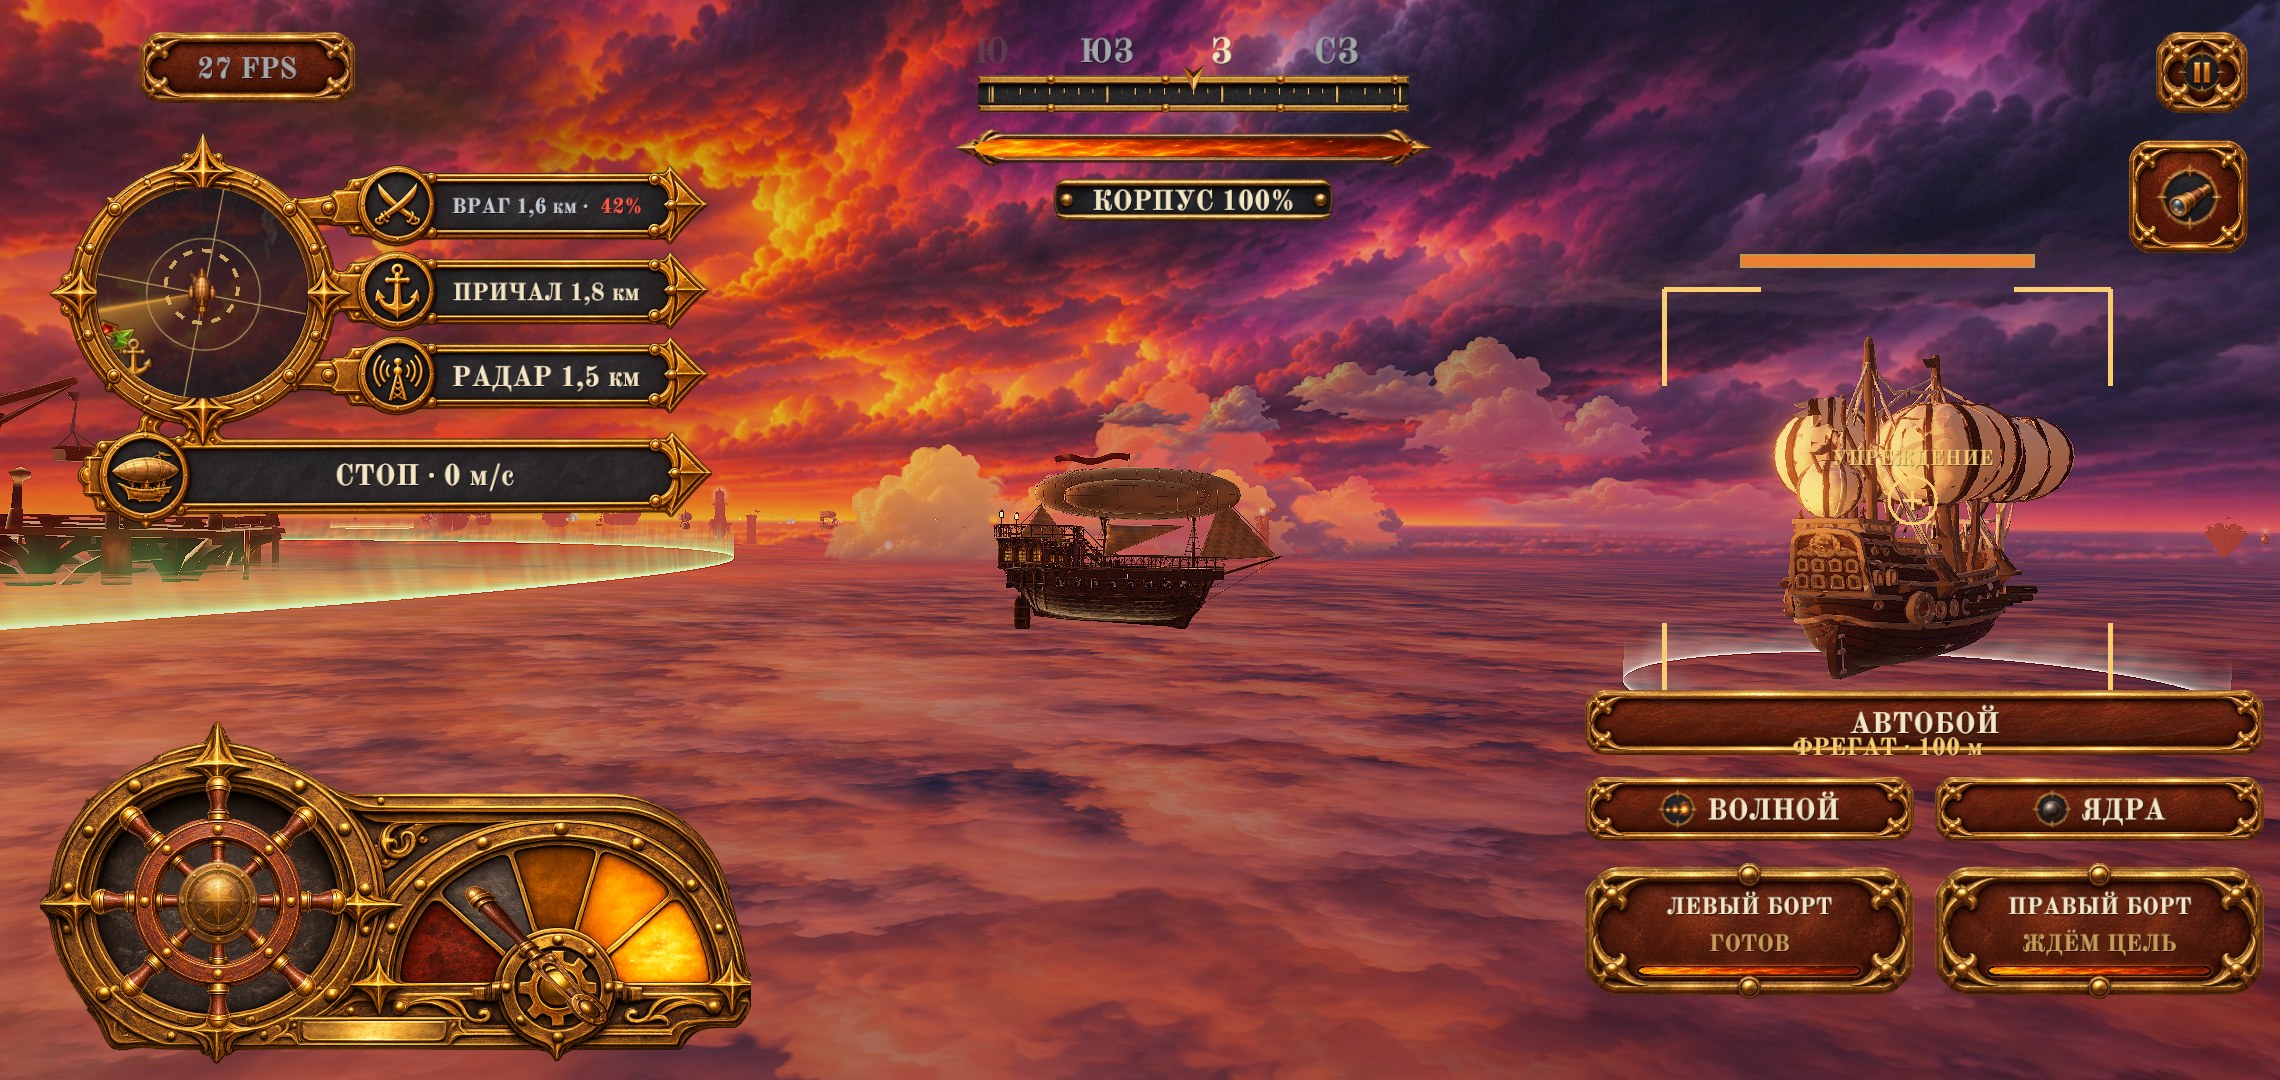 27 FPS
Ю ЮЗ З СЗ
КОРПУС 100%
ВРАГ 1,6 км · 42%
ПРИЧАЛ 1,8 км
РАДАР 1,5 км
СТОП · 0 м/с
УПРЕЖДЕНИЕ
АВТОБОЙ
ФРЕГАТ · 100 м
ВОЛНОЙ
ЯДРА
ЛЕВЫЙ БОРТ
ГОТОВ
ПРАВЫЙ БОРТ
ЖДЁМ ЦЕЛЬ